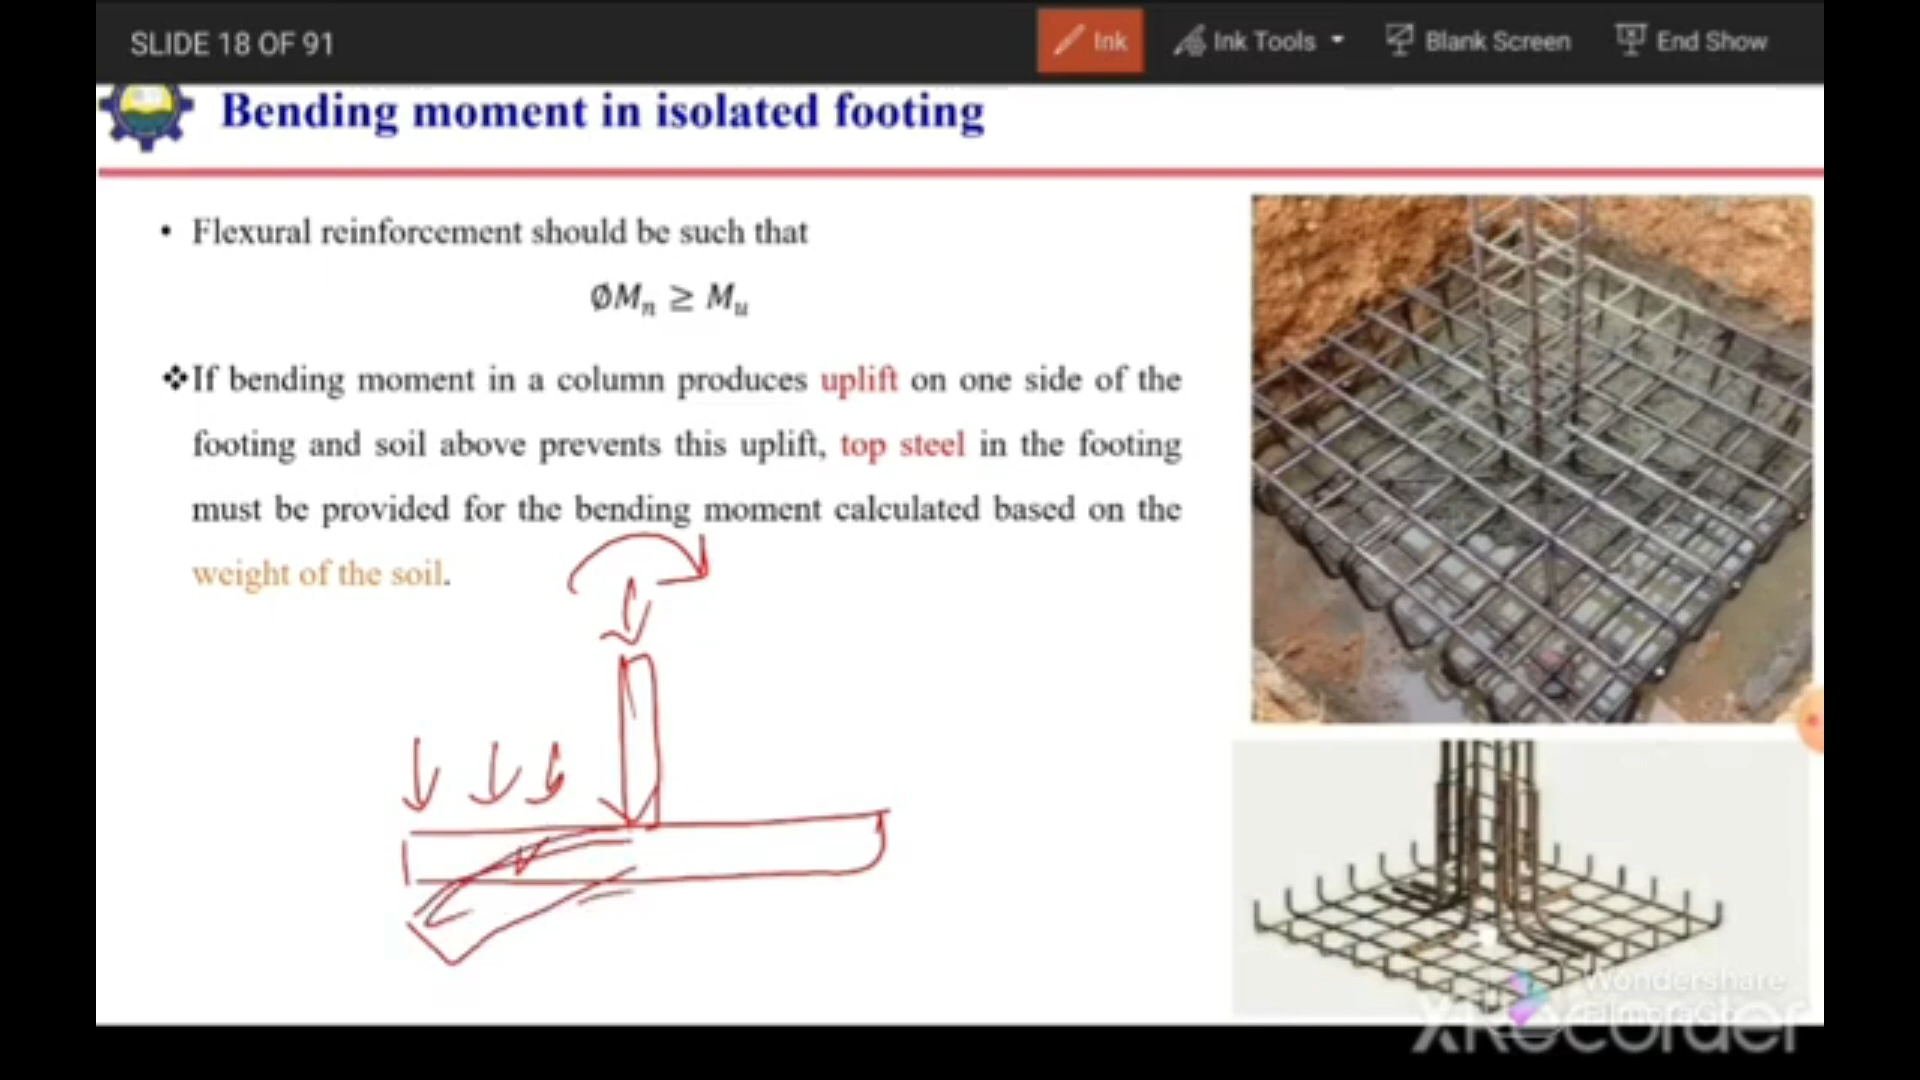 SLIDE 18 OF 91
Ink
Ink Tools
Blank Screen
End Show
Bending moment in isolated footing
• Flexural reinforcement should be such that
∅Mₙ ≥ Mᵤ
❖If bending moment in a column produces uplift on one side of the
footing and soil above prevents this uplift, top steel in the footing
must be provided for the bending moment calculated based on the
weight of the soil.
Wondershare
FilmoraGo
XRecorder